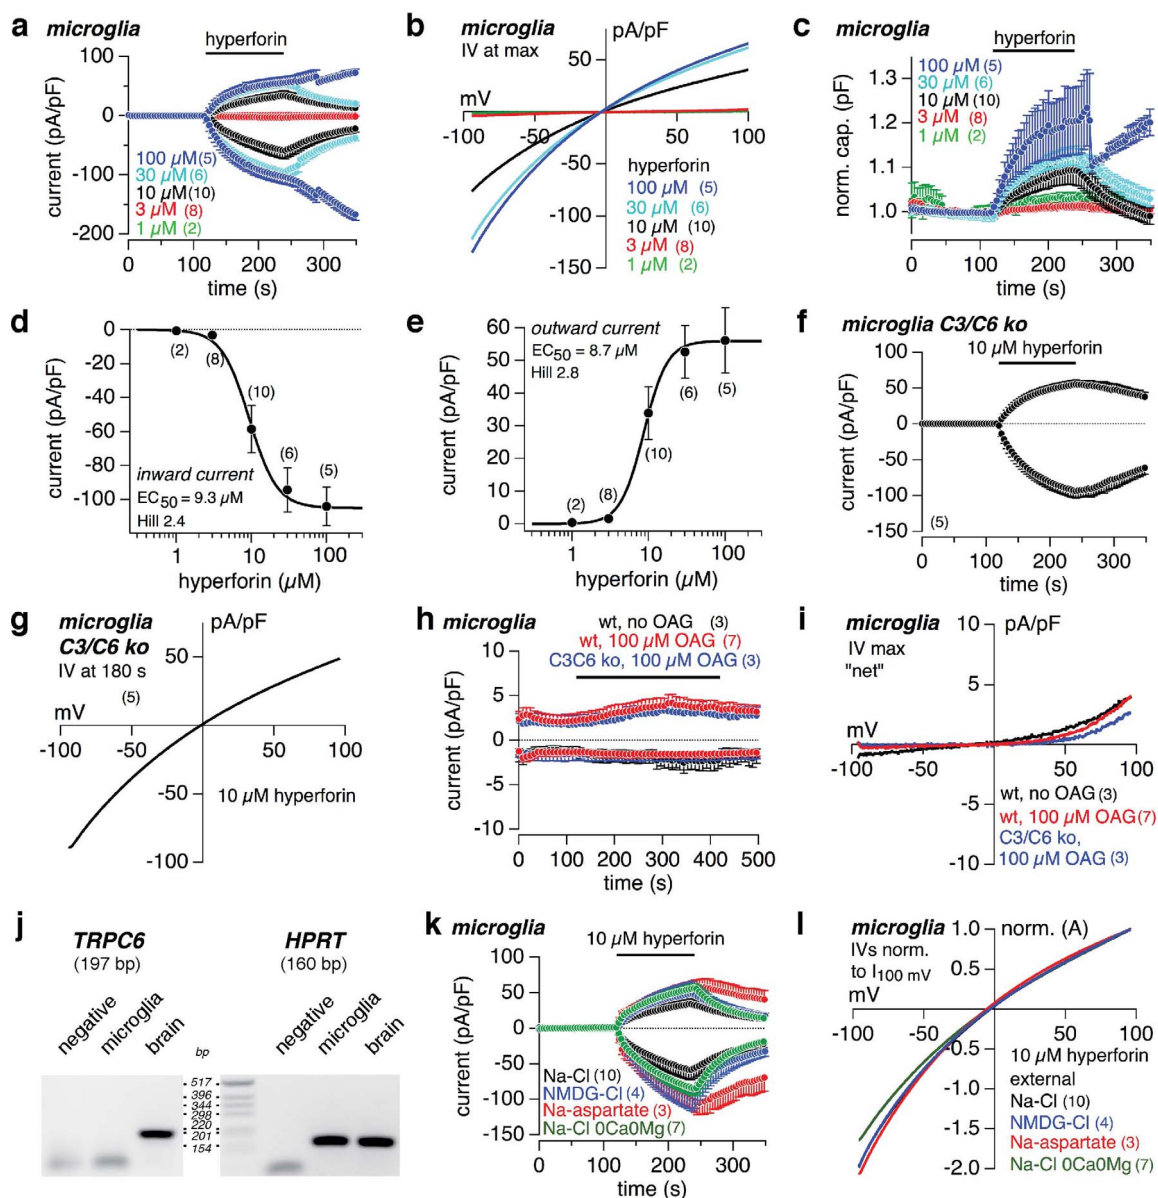 a microglia
hyperforin
100
50
0
-100
-200
current (pA/pF)
100 µM (5)
30 µM (6)
10 µM (10)
3 µM (8)
1 µM (2)
0 100 200 300
time (s)
b microglia
IV at max
pA/pF
50
mV
-100 -50 50 100
-50
-100
-150
hyperforin
100 µM (5)
30 µM (6)
10 µM (10)
3 µM (8)
1 µM (2)
c microglia
hyperforin
100 µM (5)
30 µM (6)
10 µM (10)
3 µM (8)
1 µM (2)
1.3
1.2
1.1
1.0
norm. cap. (pF)
0 100 200 300
time (s)
d
0
-20
-40
-60
-80
-100
current (pA/pF)
(2)
(8)
(10)
(6)
(5)
inward current
EC50 = 9.3 µM
Hill 2.4
1 10 100
hyperforin (µM)
e
60
50
40
30
20
10
0
current (pA/pF)
outward current
EC50 = 8.7 µM
Hill 2.8
(2)
(8)
(10)
(6)
(5)
1 10 100
hyperforin (µM)
f microglia C3/C6 ko
10 µM hyperforin
100
50
0
-50
-100
-150
current (pA/pF)
(5)
0 100 200 300
time (s)
g microglia
C3/C6 ko
IV at 180 s
(5)
pA/pF
50
mV
-100 -50 50 100
-50
-100
10 µM hyperforin
h microglia
wt, no OAG (3)
wt, 100 µM OAG (7)
C3C6 ko, 100 µM OAG (3)
10
5
0
-5
-10
current (pA/pF)
0 100 200 300 400 500
time (s)
i microglia
IV max
"net"
pA/pF
10
5
mV
-100 -50 50 100
-5
-10
wt, no OAG (3)
wt, 100 µM OAG (7)
C3/C6 ko,
100 µM OAG (3)
j
TRPC6
(197 bp)
HPRT
(160 bp)
negative
microglia
brain
bp
517
396
344
298
220
201
154
negative
microglia
brain
k microglia
10 µM hyperforin
100
50
0
-50
-100
-150
current (pA/pF)
Na-Cl (10)
NMDG-Cl (4)
Na-aspartate (3)
Na-Cl 0Ca0Mg (7)
0 100 200 300
time (s)
l microglia
IVs norm.
to I100 mV
norm. (A)
1.0
0.5
mV
-100 -50 50 100
-0.5
-1.0
-1.5
-2.0
10 µM hyperforin
external
Na-Cl (10)
NMDG-Cl (4)
Na-aspartate (3)
Na-Cl 0Ca0Mg (7)